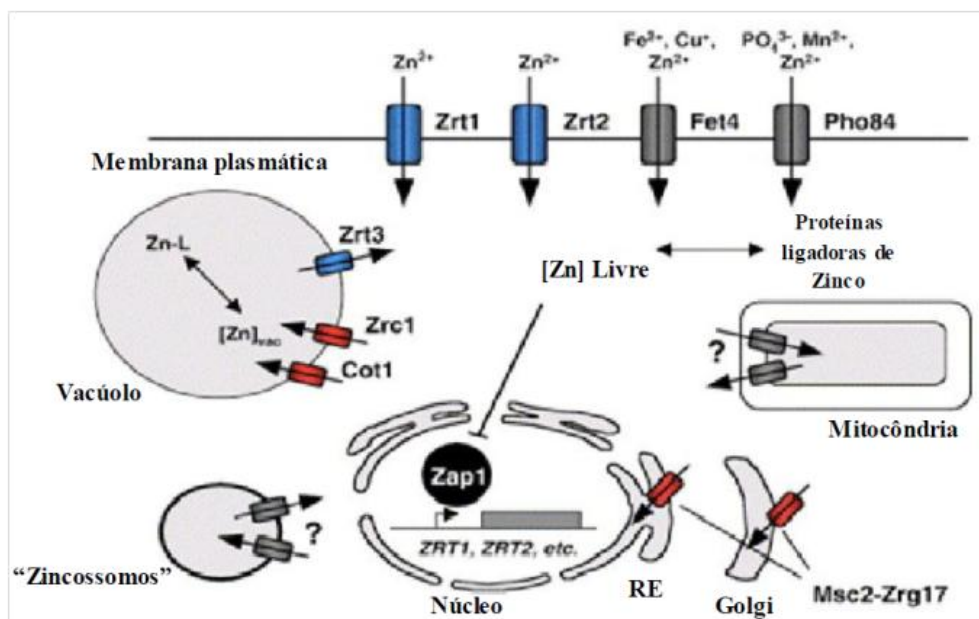 Fe²⁺, Cu⁺, PO₄³⁻, Mn²⁺,
Zn²⁺ Zn²⁺ Zn²⁺ Zn²⁺
Zrt1 Zrt2 Fet4 Pho84
Membrana plasmática
Zrt3
Zn-L
[Zn]vac
Zrc1
Cot1
Vacúolo
[Zn] Livre
Proteínas
ligadoras de
Zinco
?
Mitocôndria
Zap1
ZRT1, ZRT2, etc.
Núcleo
?
“Zincossomos”
RE
Golgi
Msc2-Zrg17